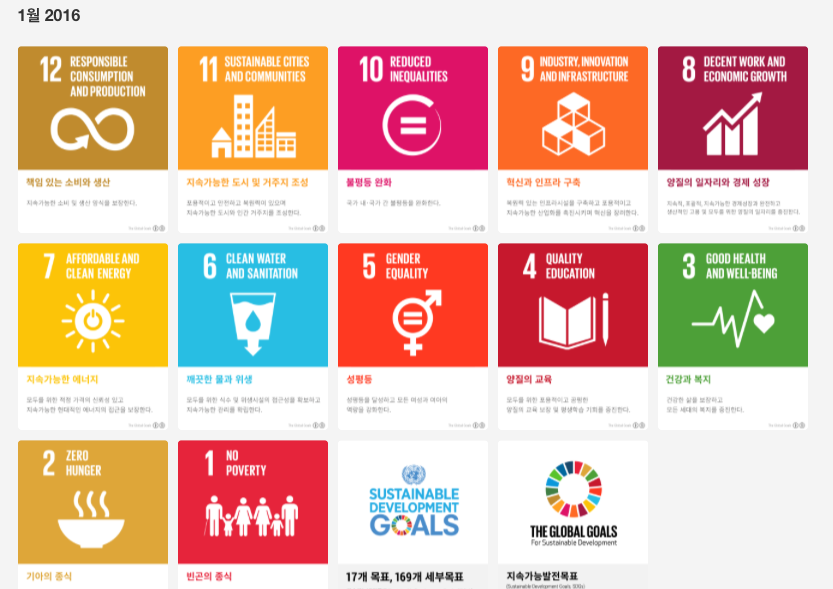 1월 2016
12 RESPONSIBLE
CONSUMPTION
AND PRODUCTION
책임 있는 소비와 생산
지속가능한 소비 및 생산 양식을 보장한다.
11 SUSTAINABLE CITIES
AND COMMUNITIES
지속가능한 도시 및 거주지 조성
포용적이고 안전하고 복원력이 있으며
지속가능한 도시와 인간 거주지를 조성한다.
10 REDUCED
INEQUALITIES
불평등 완화
국가 내·국가 간 불평등을 완화한다.
9 INDUSTRY, INNOVATION
AND INFRASTRUCTURE
혁신과 인프라 구축
복원력 있는 인프라시설을 구축하고 포용적이고
지속가능한 산업화를 촉진시키며 혁신을 장려한다.
8 DECENT WORK AND
ECONOMIC GROWTH
양질의 일자리와 경제 성장
지속적, 포용적, 지속가능한 경제성장과 완전하고
생산적인 고용 및 모두를 위한 양질의 일자리를 증진한다.
7 AFFORDABLE AND
CLEAN ENERGY
지속가능한 에너지
모두를 위한 적정 가격의 신뢰성 있고
지속가능한 현대적인 에너지의 접근을 보장한다.
6 CLEAN WATER
AND SANITATION
깨끗한 물과 위생
모두를 위한 식수 및 위생시설의 접근성을 확보하고
지속가능한 관리를 확립한다.
5 GENDER
EQUALITY
성평등
성평등을 달성하고 모든 여성과 여아의
역량을 강화한다.
4 QUALITY
EDUCATION
양질의 교육
모두를 위한 포용적이고 공평한
양질의 교육 보장 및 평생학습 기회를 증진한다.
3 GOOD HEALTH
AND WELL-BEING
건강과 복지
건강한 삶을 보장하고
모든 세대의 복지를 증진한다.
2 ZERO
HUNGER
기아의 종식
1 NO
POVERTY
빈곤의 종식
SUSTAINABLE
DEVELOPMENT
GOALS
17개 목표, 169개 세부목표
THE GLOBAL GOALS
For Sustainable Development
지속가능발전목표
(Sustainable Development Goals, SDGs)